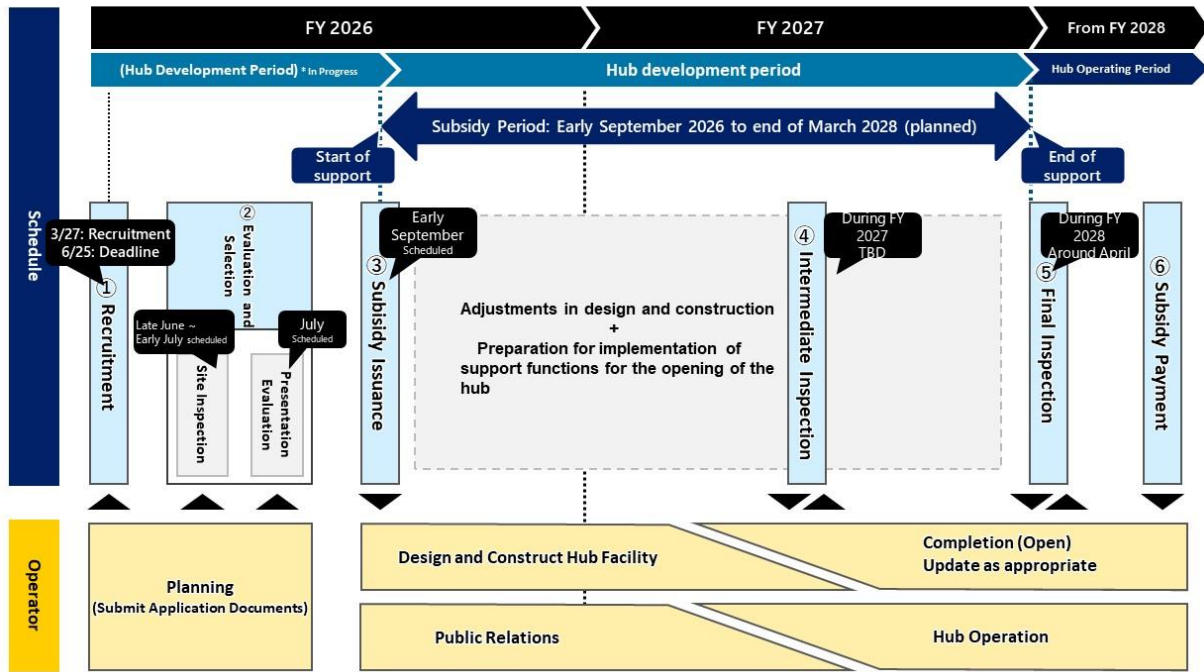 FY 2026
FY 2027
From FY 2028
(Hub Development Period) * In Progress
Hub development period
Hub Operating Period
Subsidy Period: Early September 2026 to end of March 2028 (planned)
Start of
support
End of
support
Schedule
3/27: Recruitment
6/25: Deadline
① Recruitment
② Evaluation and
Selection
Late June ~
Early July scheduled
Site Inspection
July
Scheduled
Presentation
Evaluation
Early
September
Scheduled
③ Subisidy Issuance
Adjustments in design and construction
+
Preparation for implementation of
support functions for the opening of the
hub
During FY
2027
TBD
④ Intermediate Inspection
During FY
2028
Around April
⑤ Final Inspection
⑥ Subsidy Payment
Operator
Planning
(Submit Application Documents)
Design and Construct Hub Facility
Completion (Open)
Update as appropriate
Public Relations
Hub Operation